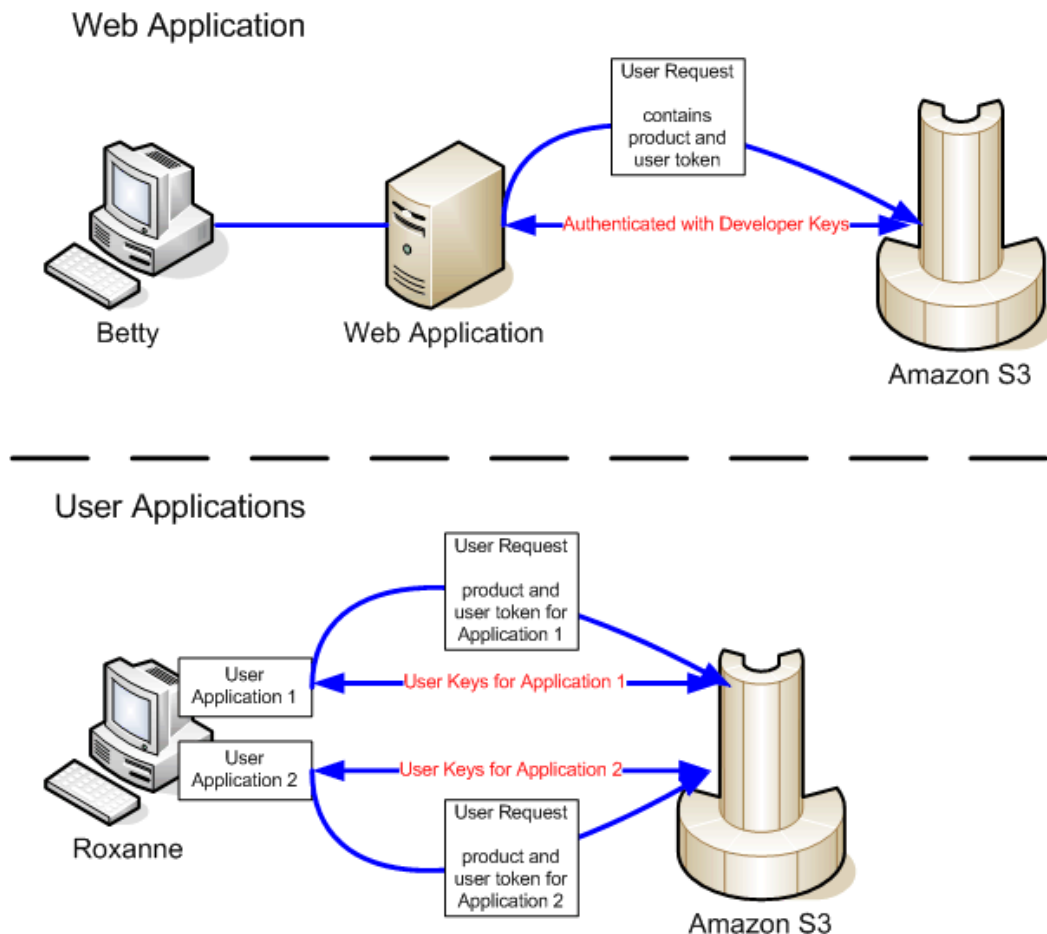 Web Application
User Request
contains
product and
user token
Authenticated with Developer Keys
Betty
Web Application
Amazon S3
User Applications
User Request
product and
user token for
Application 1
User
Application 1
User Keys for Application 1
User
Application 2
User Keys for Application 2
User Request
product and
user token for
Application 2
Roxanne
Amazon S3